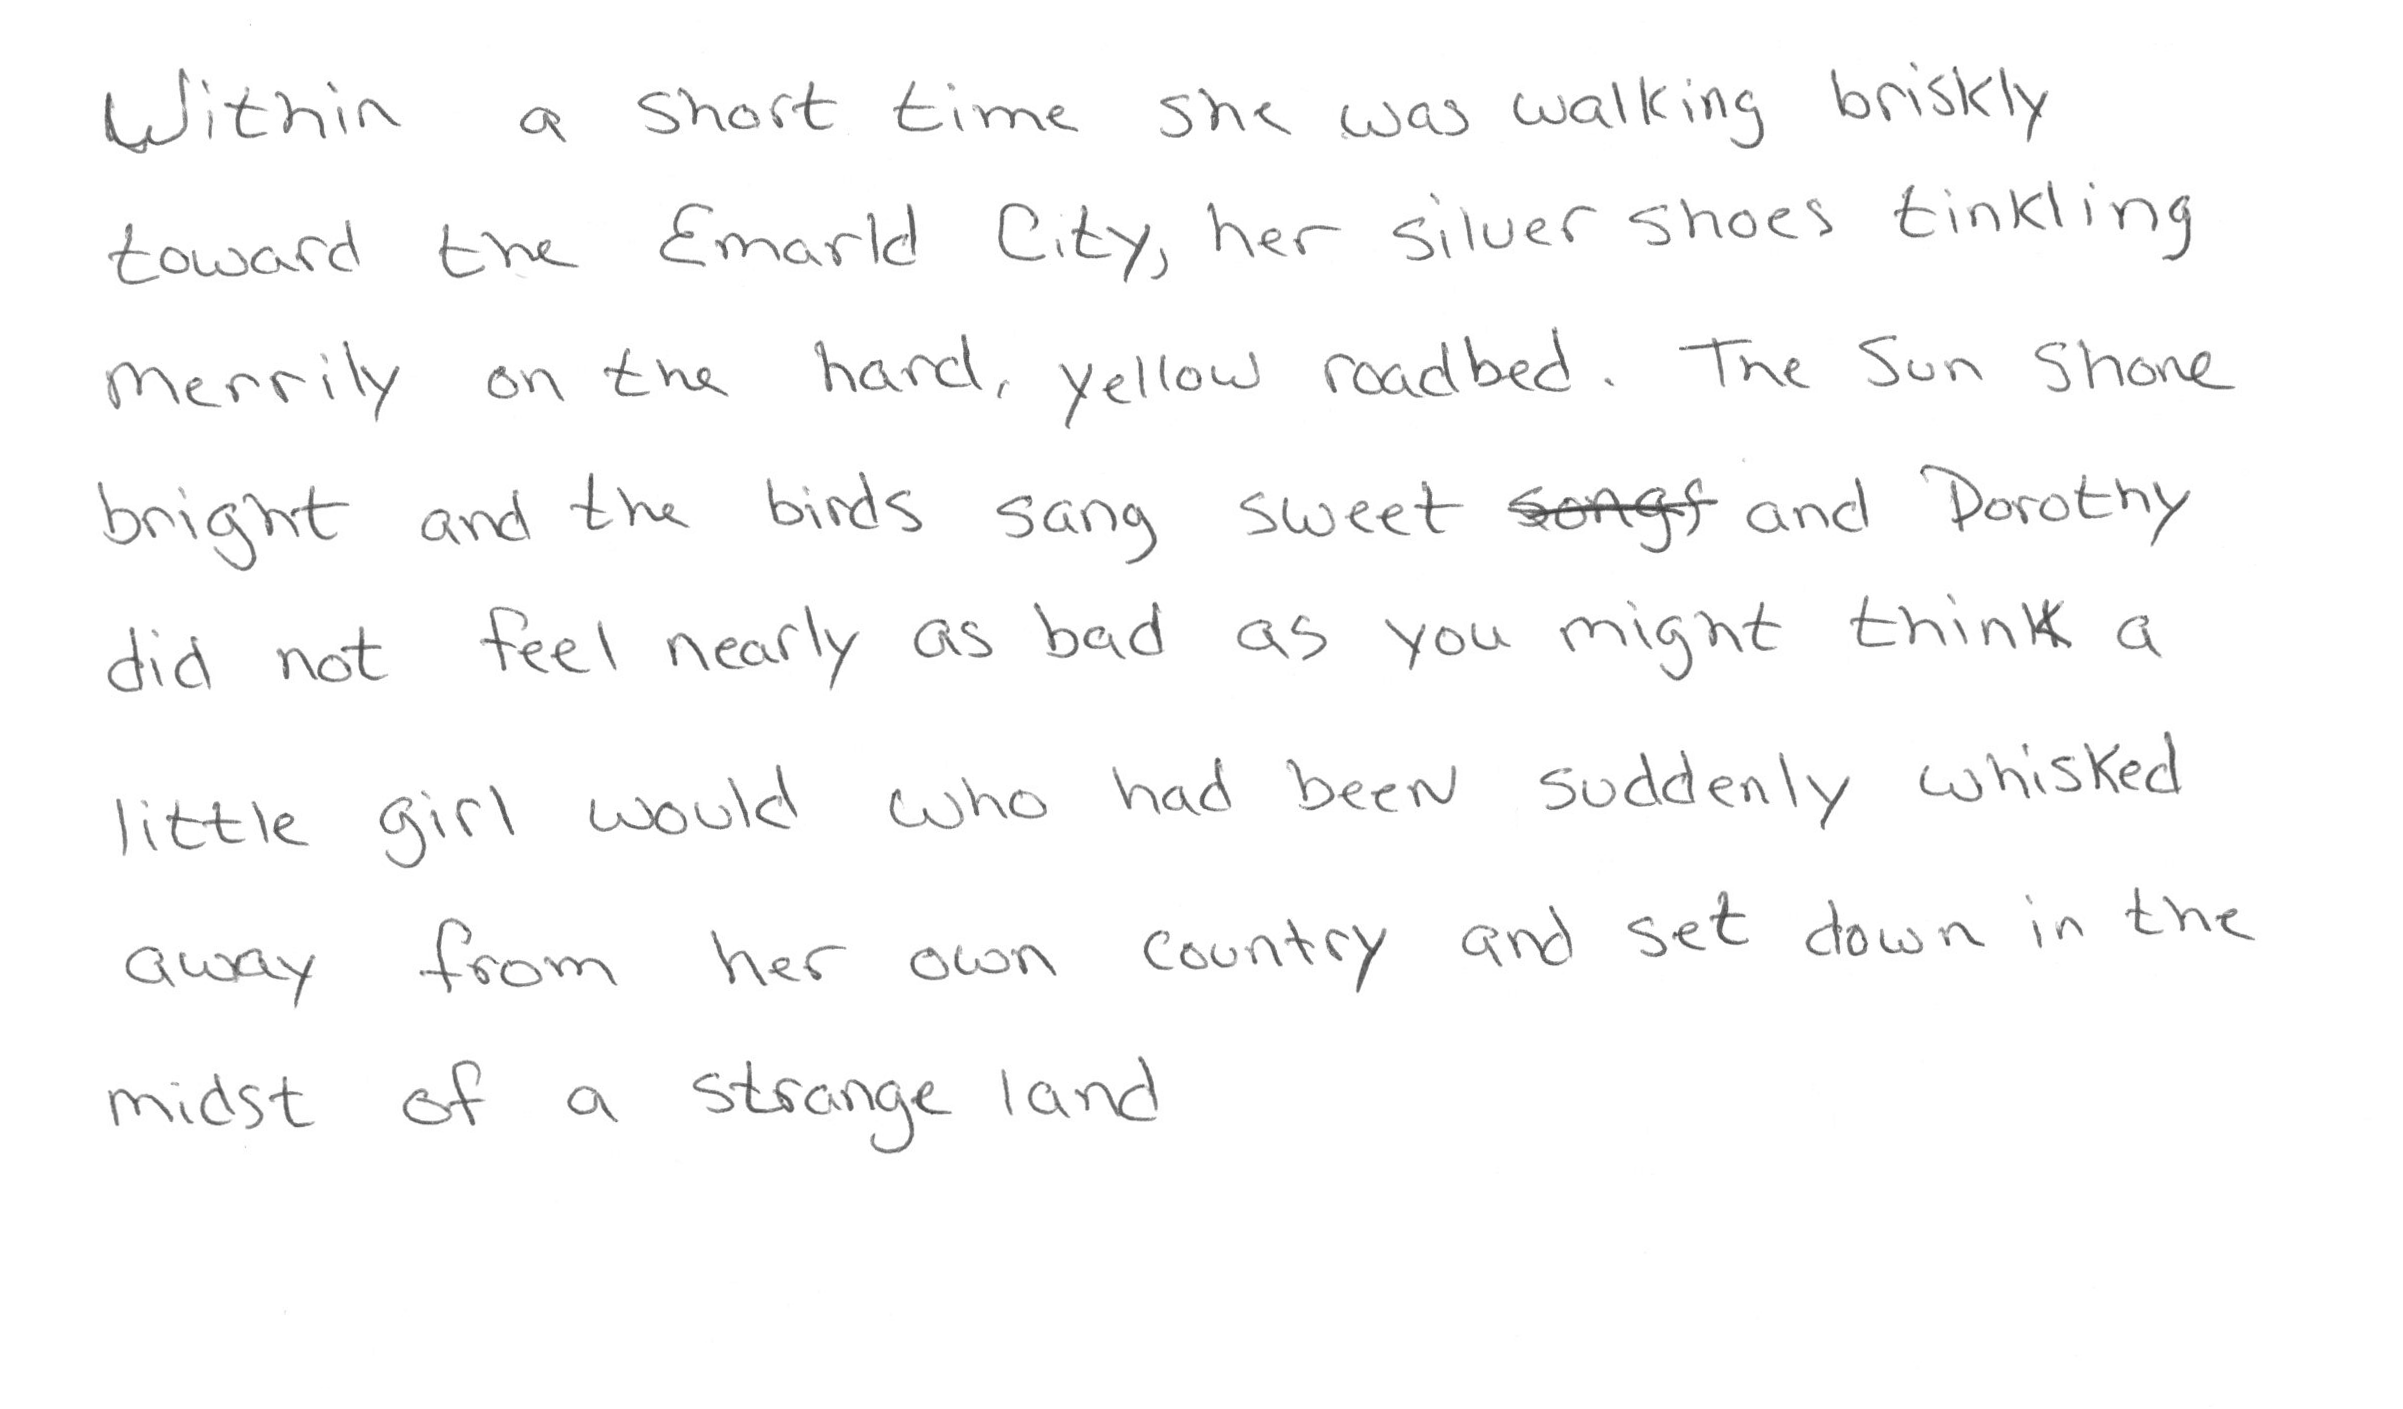 Within a short time she was walking briskly
toward the Emarld City, her silver shoes tinkling
merrily on the hard, yellow roadbed. The Sun shone
bright and the birds sang sweet songs and Dorothy
did not feel nearly as bad as you might think a
little girl would who had been suddenly whisked
away from her own country and set down in the
midst of a strange land